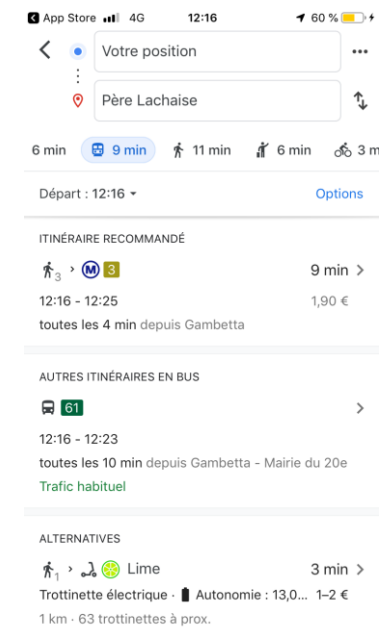 App Store 4G 12:16 60 %
Votre position
Père Lachaise
6 min 9 min 11 min 6 min 3 m
Départ : 12:16 Options
ITINÉRAIRE RECOMMANDÉ
3 M 3 9 min
12:16 - 12:25 1,90 €
toutes les 4 min depuis Gambetta
AUTRES ITINÉRAIRES EN BUS
61
12:16 - 12:23
toutes les 10 min depuis Gambetta - Mairie du 20e
Trafic habituel
ALTERNATIVES
1 Lime 3 min
Trottinette électrique · Autonomie : 13,0... 1–2 €
1 km · 63 trottinettes à prox.